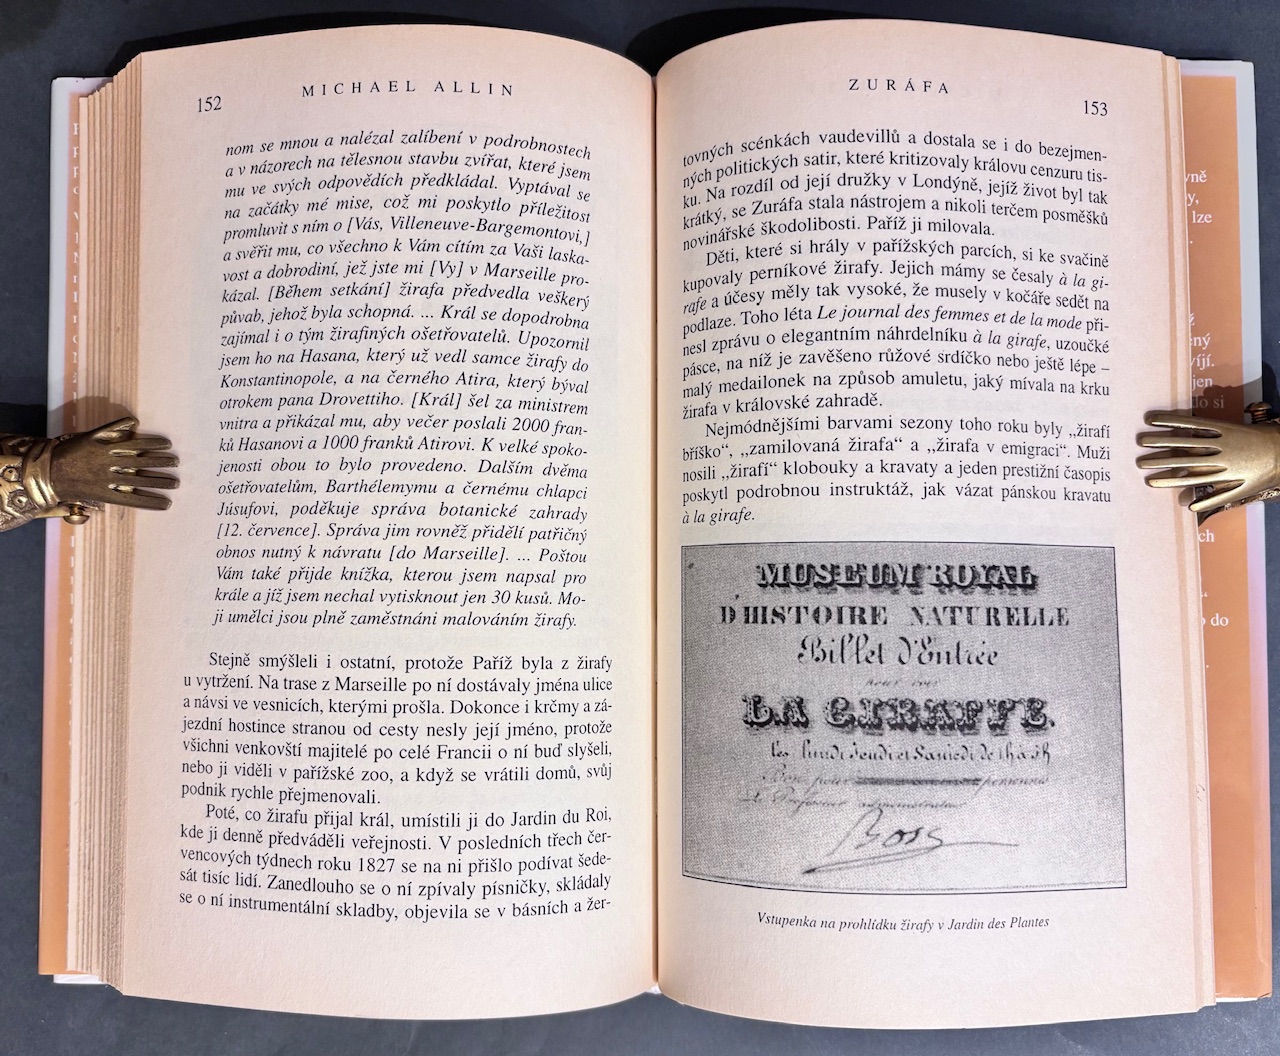 152
MICHAEL ALLIN
nom se mnou a nalézal zalíbení v podrobnostech
a v názorech na tělesnou stavbu zvířat, které jsem
mu ve svých odpovědích předkládal. Vyptával se
na začátky mé mise, což mi poskytlo příležitost
promluvit s ním o [Vás, Villeneuve-Bargemontovi,]
a svěřit mu, co všechno k Vám cítím za Vaši laska-
vost a dobrodiní, jež jste mi [Vy] v Marseille pro-
kázal. [Během setkání] žirafa předvedla veškerý
půvab, jehož byla schopná. ... Král se dopodrobna
zajímal i o tým žirafiných ošetřovatelů. Upozornil
jsem ho na Hasana, který už vedl samce žirafy do
Konstantinopole, a na černého Atira, který býval
otrokem pana Drovettiho. [Král] šel za ministrem
vnitra a přikázal mu, aby večer poslali 2000 fran-
ků Hasanovi a 1000 franků Atirovi. K velké spoko-
jenosti obou to bylo provedeno. Dalším dvěma
ošetřovatelům, Barthélemymu a černému chlapci
Júsufovi, poděkuje správa botanické zahrady
[12. července]. Správa jim rovněž přidělí patřičný
obnos nutný k návratu [do Marseille]. ... Poštou
Vám také přijde knížka, kterou jsem napsal pro
krále a jíž jsem nechal vytisknout jen 30 kusů. Mo-
ji umělci jsou plně zaměstnáni malováním žirafy.
Stejně smýšleli i ostatní, protože Paříž byla z žirafy
u vytržení. Na trase z Marseille po ní dostávaly jména ulice
a návsi ve vesnicích, kterými prošla. Dokonce i krčmy a zá-
jezdní hostince stranou od cesty nesly její jméno, protože
všichni venkovští majitelé po celé Francii o ní buď slyšeli,
nebo ji viděli v pařížské zoo, a když se vrátili domů, svůj
podnik rychle přejmenovali.
Poté, co žirafu přijal král, umístili ji do Jardin du Roi,
kde ji denně předváděli veřejnosti. V posledních třech čer-
vencových týdnech roku 1827 se na ni přišlo podívat šede-
sát tisíc lidí. Zanedlouho se o ní zpívaly písničky, skládaly
se o ní instrumentální skladby, objevila se v básních a žer-
ZURÁFA
153
tovných scénkách vaudevillů a dostala se i do bezejmen-
ných politických satir, které kritizovaly královu cenzuru tis-
ku. Na rozdíl od její družky v Londýně, jejíž život byl tak
krátký, se Zuráfa stala nástrojem a nikoli terčem posměšků
novinářské škodolibosti. Paříž ji milovala.
Děti, které si hrály v pařížských parcích, si ke svačině
kupovaly perníkové žirafy. Jejich mámy se česaly à la gi-
rafe a účesy měly tak vysoké, že musely v kočáře sedět na
podlaze. Toho léta Le journal des femmes et de la mode při-
nesl zprávu o elegantním náhrdelníku à la girafe, uzoučké
pásce, na níž je zavěšeno růžové srdíčko nebo ještě lépe –
malý medailonek na způsob amuletu, jaký mívala na krku
žirafa v královské zahradě.
Nejmódnějšími barvami sezony toho roku byly „žirafí
bříško“, „zamilovaná žirafa“ a „žirafa v emigraci“. Muži
nosili „žirafí“ klobouky a kravaty a jeden prestižní časopis
poskytl podrobnou instruktáž, jak vázat pánskou kravatu
à la girafe.
MUSEUM ROYAL
D'HISTOIRE NATURELLE
Billet d'Entrée
pour voir
LA GIRAFFE.
Les Lundi Jeudi et Samedi de 1h à 3h
Bon pour personnes
Le Professeur administrateur
Vstupenka na prohlídku žirafy v Jardin des Plantes